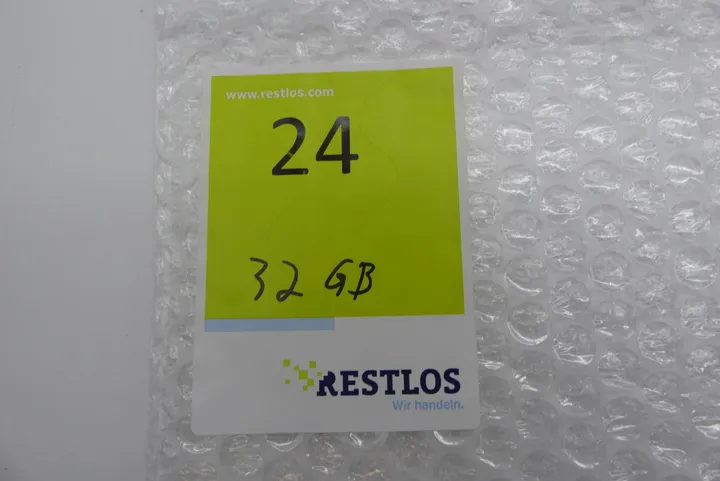 www.restlos.com
24
32 GB
RESTLOS
Wir handeln.